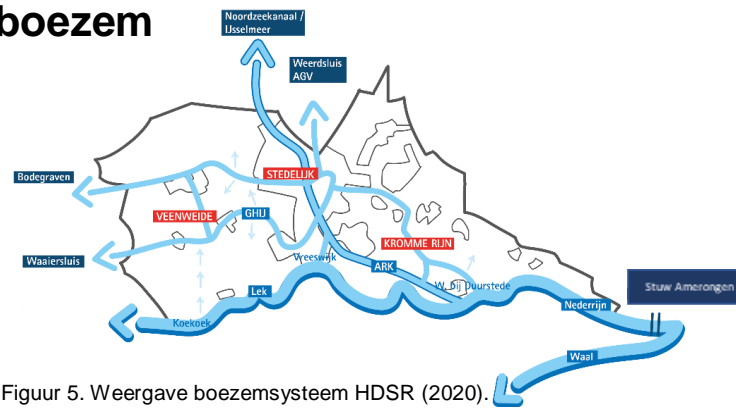 boezem
Noordzeekanaal /
IJsselmeer
Weerdsluis
AGV
Bodegraven
STEDELIJK
VEENWEIDE
GHIJ
KROMME RIJN
Waaiersluis
Vreeswijk
ARK
W. bij Duurstede
Stuw Amerongen
Lek
Nederrijn
Koekoek
Waal
Figuur 5. Weergave boezemsysteem HDSR (2020).